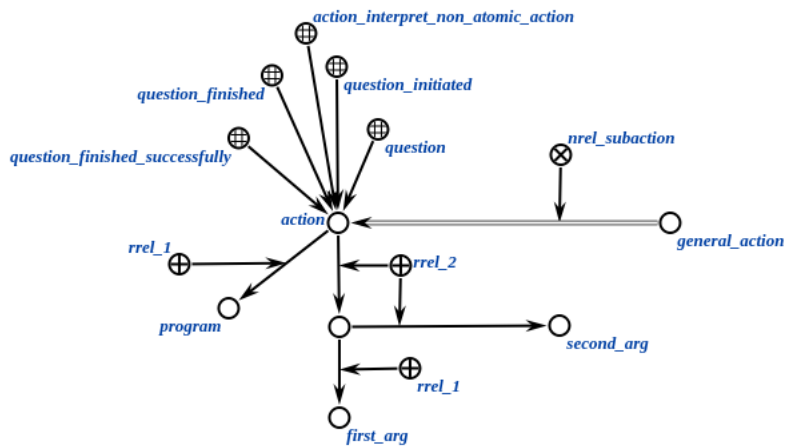 action_interpret_non_atomic_action
question_finished
question_initiated
question_finished_successfully
question
nrel_subaction
action
general_action
rrel_1
rrel_2
program
second_arg
rrel_1
first_arg